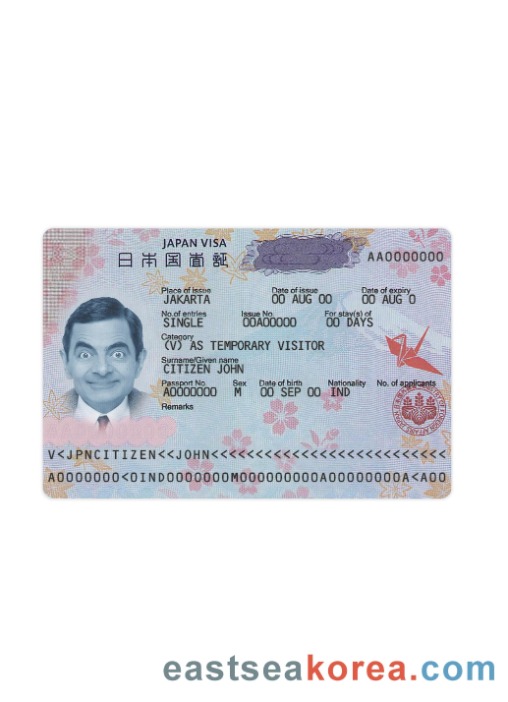 JAPAN VISA
日本国査証
AA0000000
Place of issue Date of issue Date of expiry
JAKARTA 00 AUG 00 00 AUG 0
No.of entries Issue No. For stay(s) of
SINGLE 00A00000 00 DAYS
Category
(V) AS TEMPORARY VISITOR
Surname/Given name
CITIZEN JOHN
Passport No. Sex Date of birth Nationality No. of applicants
A0000000 M 00 SEP 00 IND
Remarks
V<JPNCITIZEN<<JOHN<<<<<<<<<<<<<<<<<<<<<<<<<<
A0000000<0IND0000000M000000000A00000000A<A00
eastseakorea.com